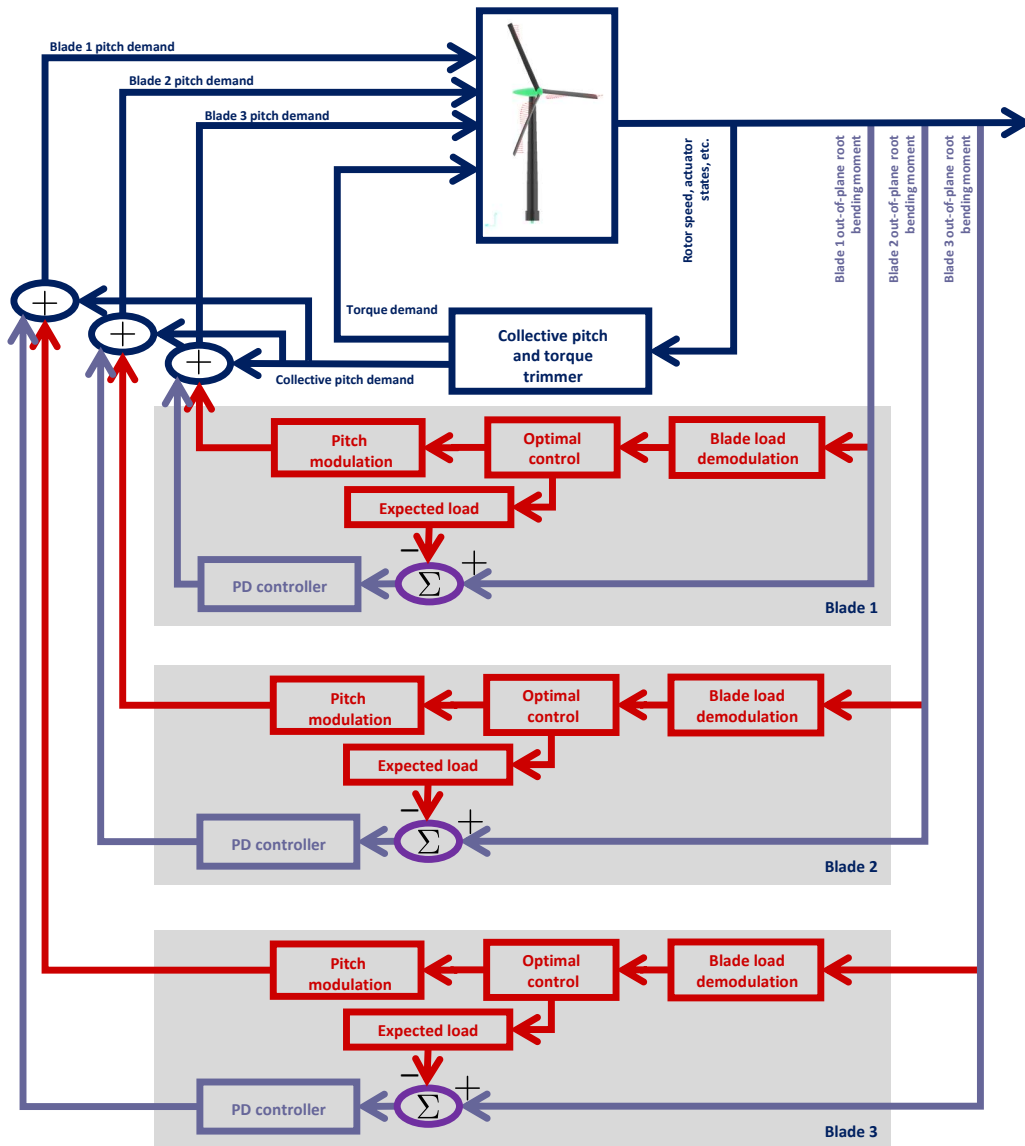 Blade 1 pitch demand
Blade 2 pitch demand
Blade 3 pitch demand
Rotor speed, actuator
states, etc.
Blade 1 out-of-plane root
bending moment
Blade 2 out-of-plane root
bending moment
Blade 3 out-of-plane root
bending moment
+
+
+
Torque demand
Collective pitch
and torque
trimmer
Collective pitch demand
Pitch
modulation
Optimal
control
Blade load
demodulation
Expected load
−
+
Σ
PD controller
Blade 1
Pitch
modulation
Optimal
control
Blade load
demodulation
Expected load
−
+
Σ
PD controller
Blade 2
Pitch
modulation
Optimal
control
Blade load
demodulation
Expected load
−
+
Σ
PD controller
Blade 3